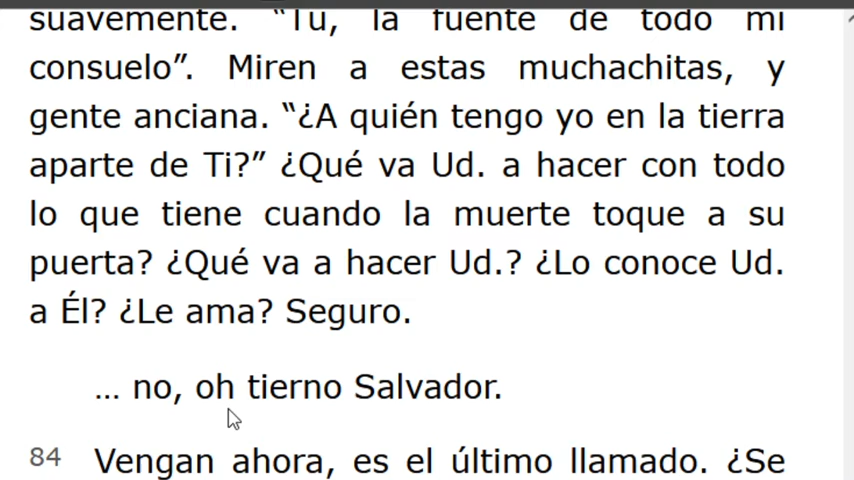 suavemente. “Tú, la fuente de todo mi
consuelo”. Miren a estas muchachitas, y
gente anciana. “¿A quién tengo yo en la tierra
aparte de Ti?” ¿Qué va Ud. a hacer con todo
lo que tiene cuando la muerte toque a su
puerta? ¿Qué va a hacer Ud.? ¿Lo conoce Ud.
a Él? ¿Le ama? Seguro.
... no, oh tierno Salvador.
84 Vengan ahora, es el último llamado. ¿Se